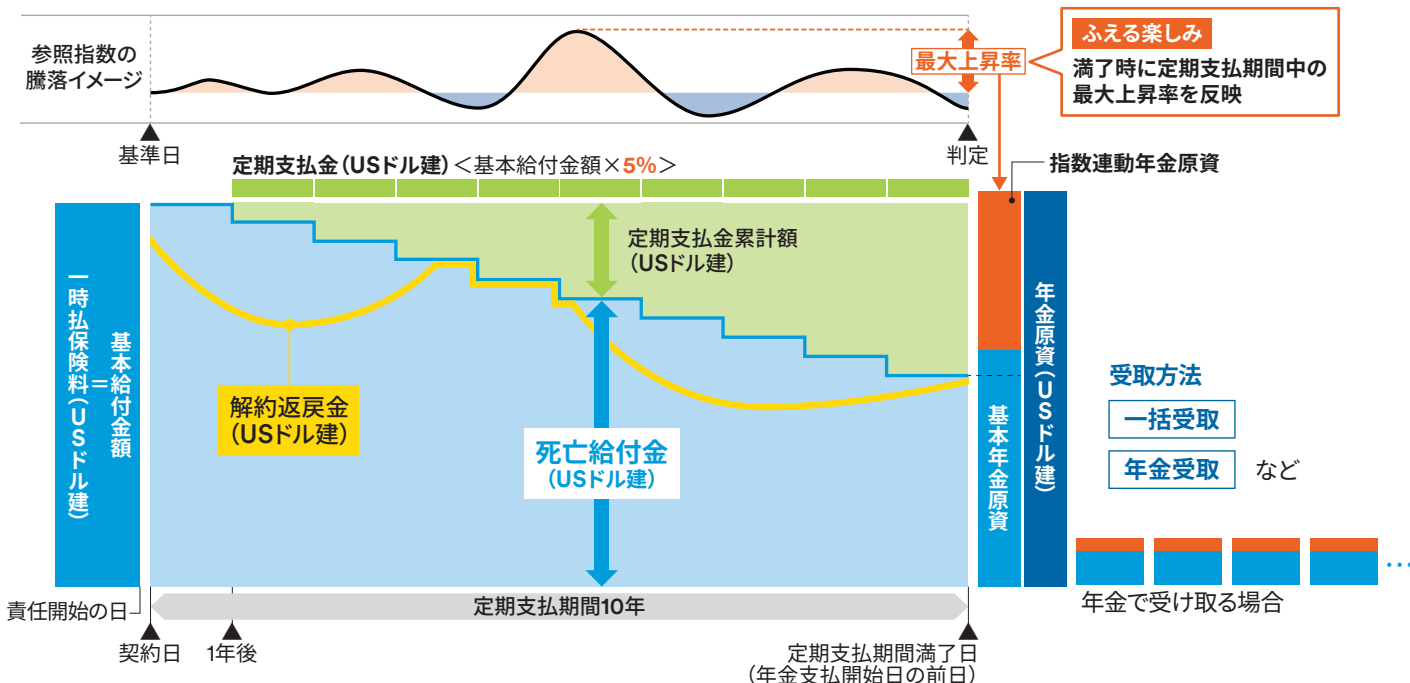 参照指数の
騰落イメージ
最大上昇率
ふえる楽しみ
満了時に定期支払期間中の
最大上昇率を反映
基準日
判定
定期支払金(USドル建)＜基本給付金額×5%＞
指数連動年金原資
一時払保険料(USドル建)
＝
基本給付金額
定期支払金累計額
(USドル建)
解約返戻金
(USドル建)
死亡給付金
(USドル建)
基本年金原資
年金原資(USドル建)
受取方法
一括受取
年金受取 など
…
年金で受け取る場合
責任開始の日
定期支払期間10年
契約日
1年後
定期支払期間満了日
(年金支払開始日の前日)